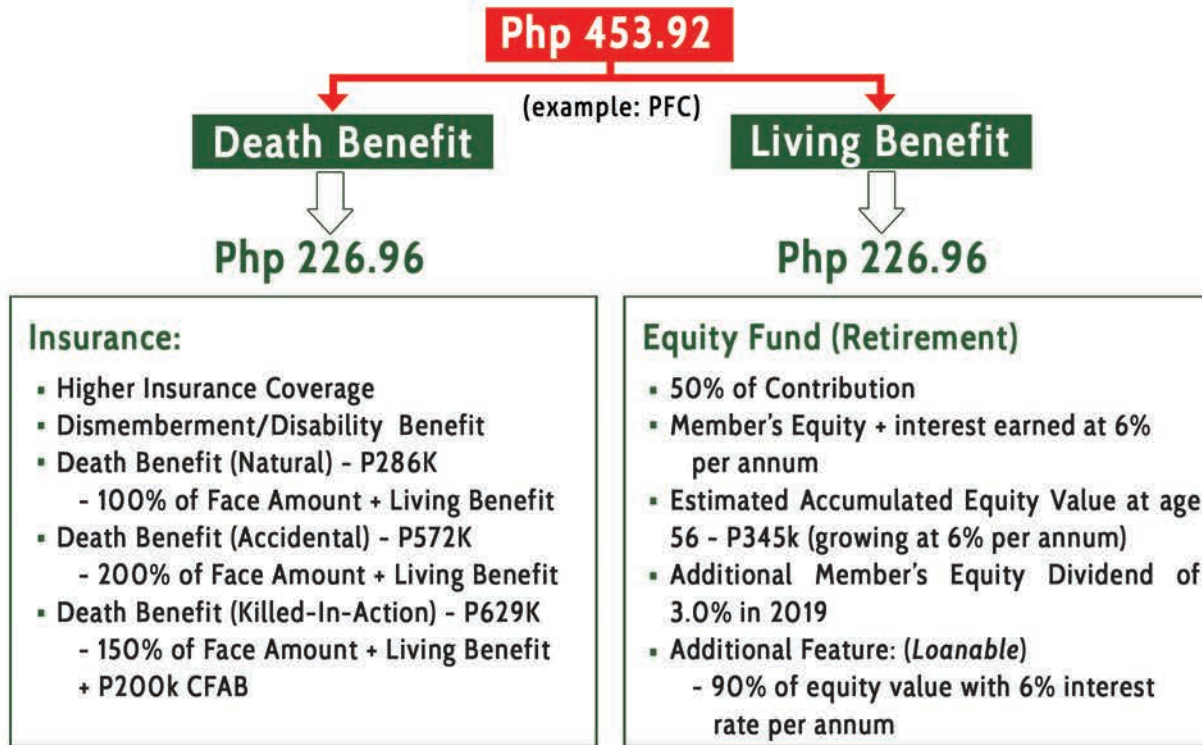 Php 453.92
(example: PFC)
Death Benefit
Php 226.96
Insurance:
▪ Higher Insurance Coverage
▪ Dismemberment/Disability Benefit
▪ Death Benefit (Natural) - P286K
- 100% of Face Amount + Living Benefit
▪ Death Benefit (Accidental) - P572K
- 200% of Face Amount + Living Benefit
▪ Death Benefit (Killed-In-Action) - P629K
- 150% of Face Amount + Living Benefit
+ P200k CFAB
Living Benefit
Php 226.96
Equity Fund (Retirement)
▪ 50% of Contribution
▪ Member's Equity + interest earned at 6%
per annum
▪ Estimated Accumulated Equity Value at age
56 - P345k (growing at 6% per annum)
▪ Additional Member's Equity Dividend of
3.0% in 2019
▪ Additional Feature: (Loanable)
- 90% of equity value with 6% interest
rate per annum